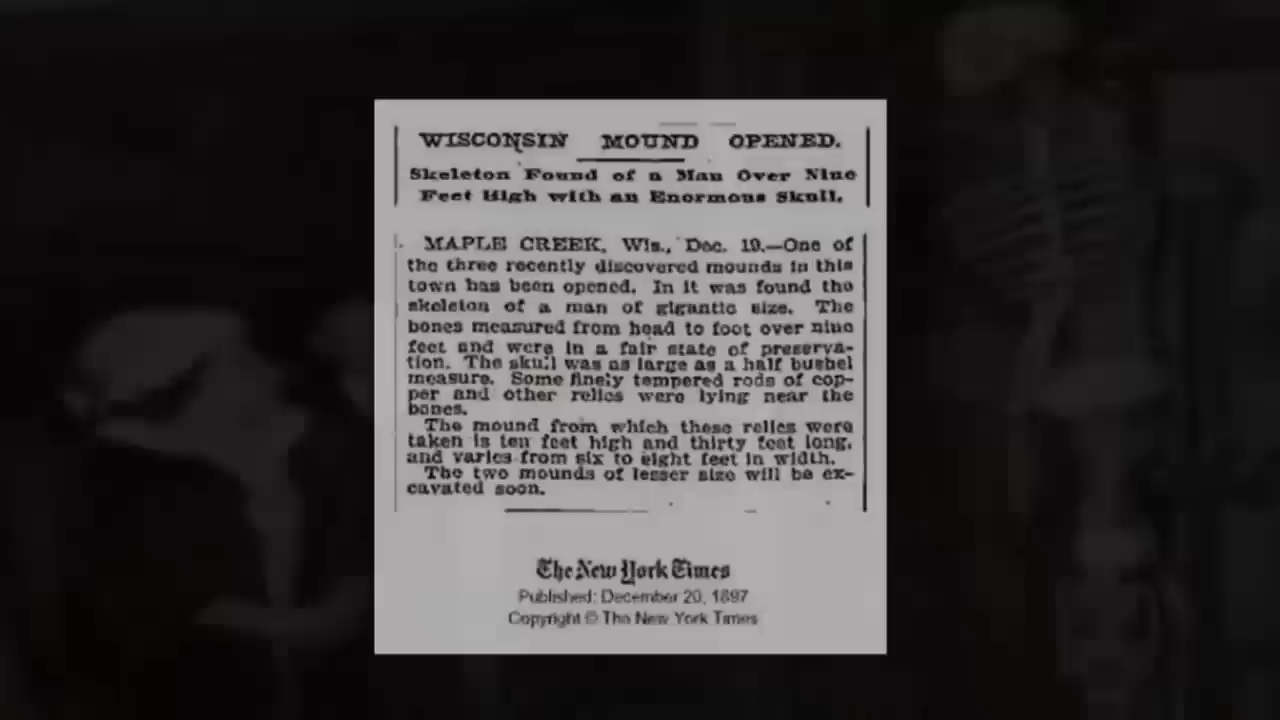 WISCONSIN MOUND OPENED.
Skeleton Found of a Man Over Nine
Feet High with an Enormous Skull.
MAPLE CREEK, Wis., Dec. 19.—One of
the three recently discovered mounds in this
town has been opened. In it was found the
skeleton of a man of gigantic size. The
bones measured from head to foot over nine
feet and were in a fair state of preserva-
tion. The skull was as large as a half bushel
measure. Some finely tempered rods of cop-
per and other relics were lying near the
bones.
The mound from which these relics were
taken is ten feet high and thirty feet long,
and varies from six to eight feet in width.
The two mounds of lesser size will be ex-
cavated soon.
The New York Times
Published: December 20, 1897
Copyright © The New York Times